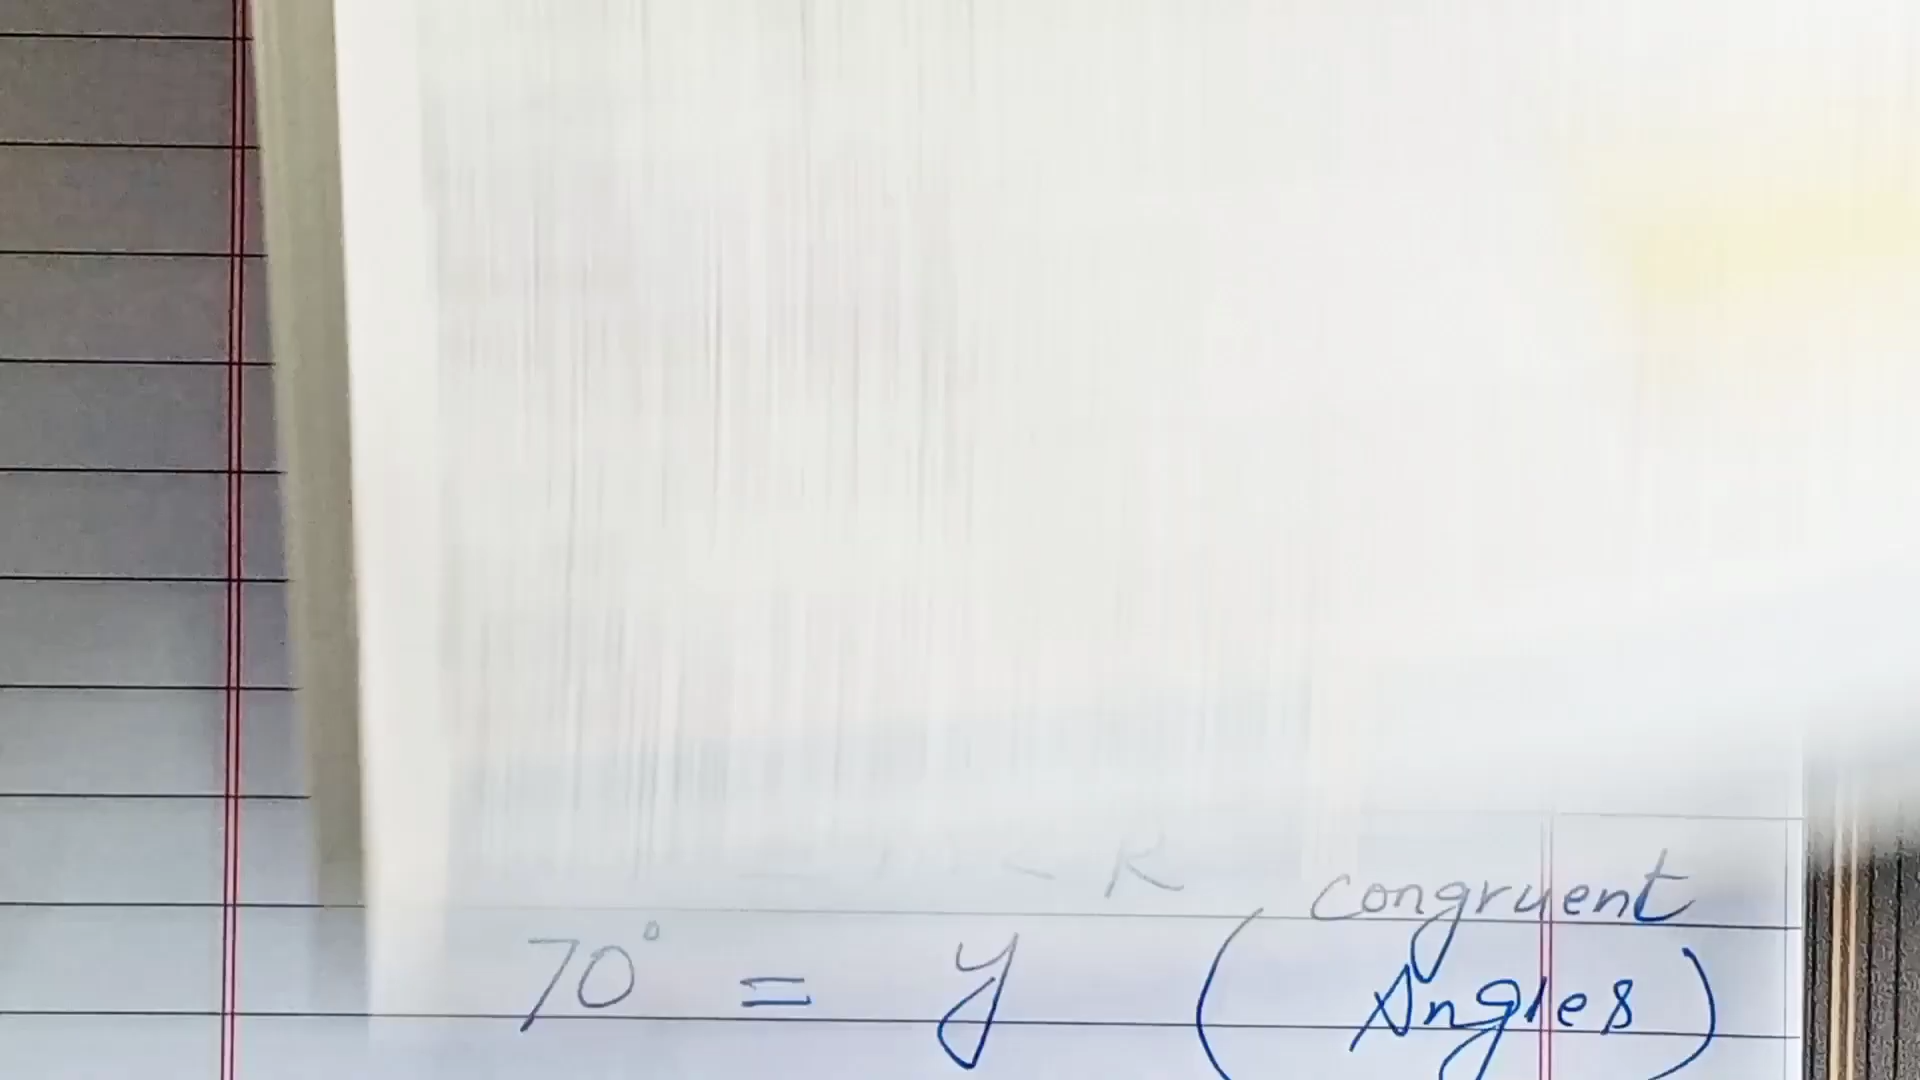 70° = y (congruent
Angles)